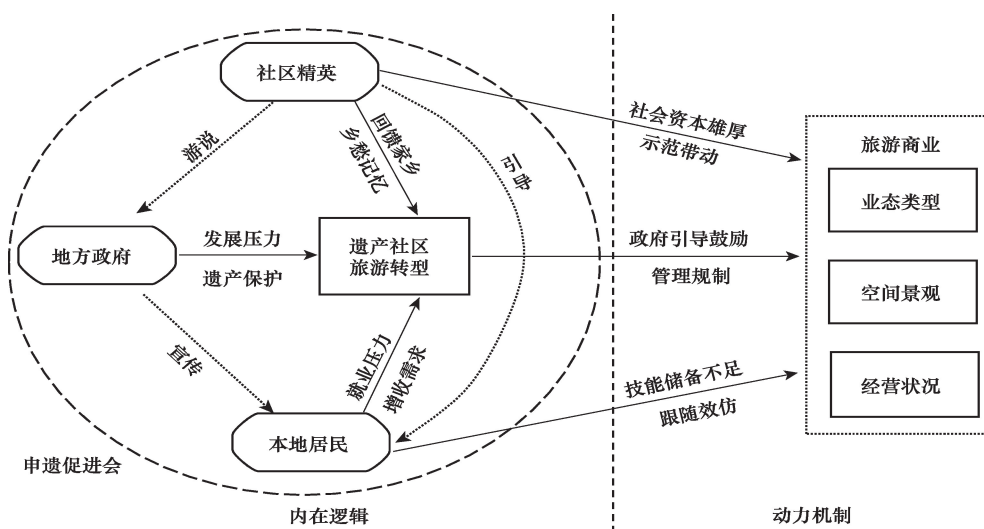 社区精英
社会资本雄厚
示范带动
游说
回馈家乡
乡愁记忆
引导
旅游商业
业态类型
地方政府
发展压力
遗产保护
遗产社区
旅游转型
政府引导鼓励
管理规制
空间景观
宣传
就业压力
增收需求
技能储备不足
跟随效仿
经营状况
本地居民
申遗促进会
内在逻辑
动力机制